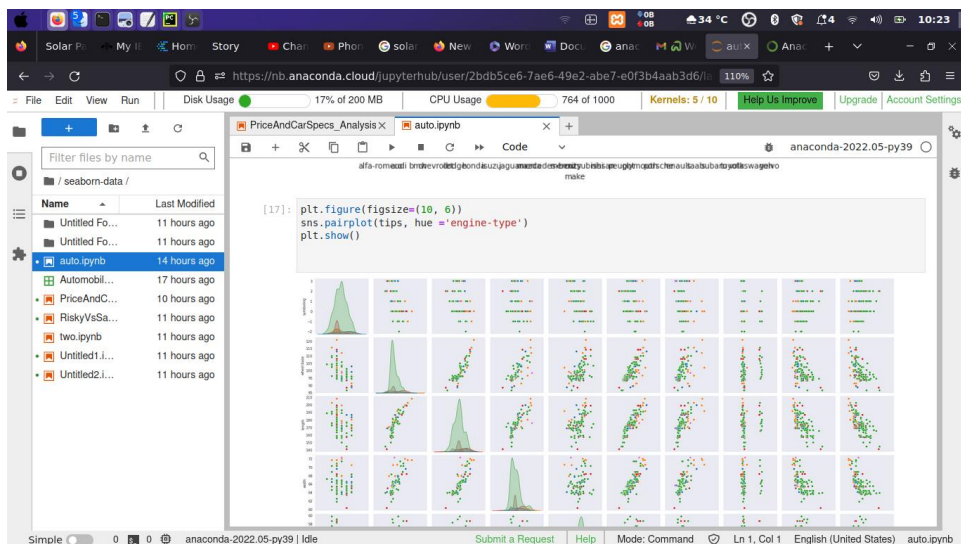 0B
0B
34 °C
4
10:23
Solar Pa
My I
Hom
Story
Chan
Phon
solar
New
Word
Docu
anac
W
aut
Anac
https://nb.anaconda.cloud/jupyterhub/user/2bdb5ce6-7ae6-49e2-abe7-e0f3b4aab3d6/la
110%
File Edit View Run
Disk Usage 17% of 200 MB
CPU Usage 764 of 1000
Kernels: 5 / 10
Help Us Improve
Upgrade
Account Settings
PriceAndCarSpecs_Analysis
auto.ipynb
Filter files by name
/ seaborn-data /
Name Last Modified
Untitled Fo... 11 hours ago
Untitled Fo... 11 hours ago
auto.ipynb 14 hours ago
Automobil... 17 hours ago
PriceAndC... 10 hours ago
RiskyVsSa... 11 hours ago
two.ipynb 11 hours ago
Untitled1.i... 11 hours ago
Untitled2.i... 11 hours ago
Code
anaconda-2022.05-py39
make
[17]: plt.figure(figsize=(10, 6))
sns.pairplot(tips, hue ='engine-type')
plt.show()
Simple 0 0 anaconda-2022.05-py39 | Idle
Submit a Request
Help
Mode: Command
Ln 1, Col 1
English (United States)
auto.ipynb